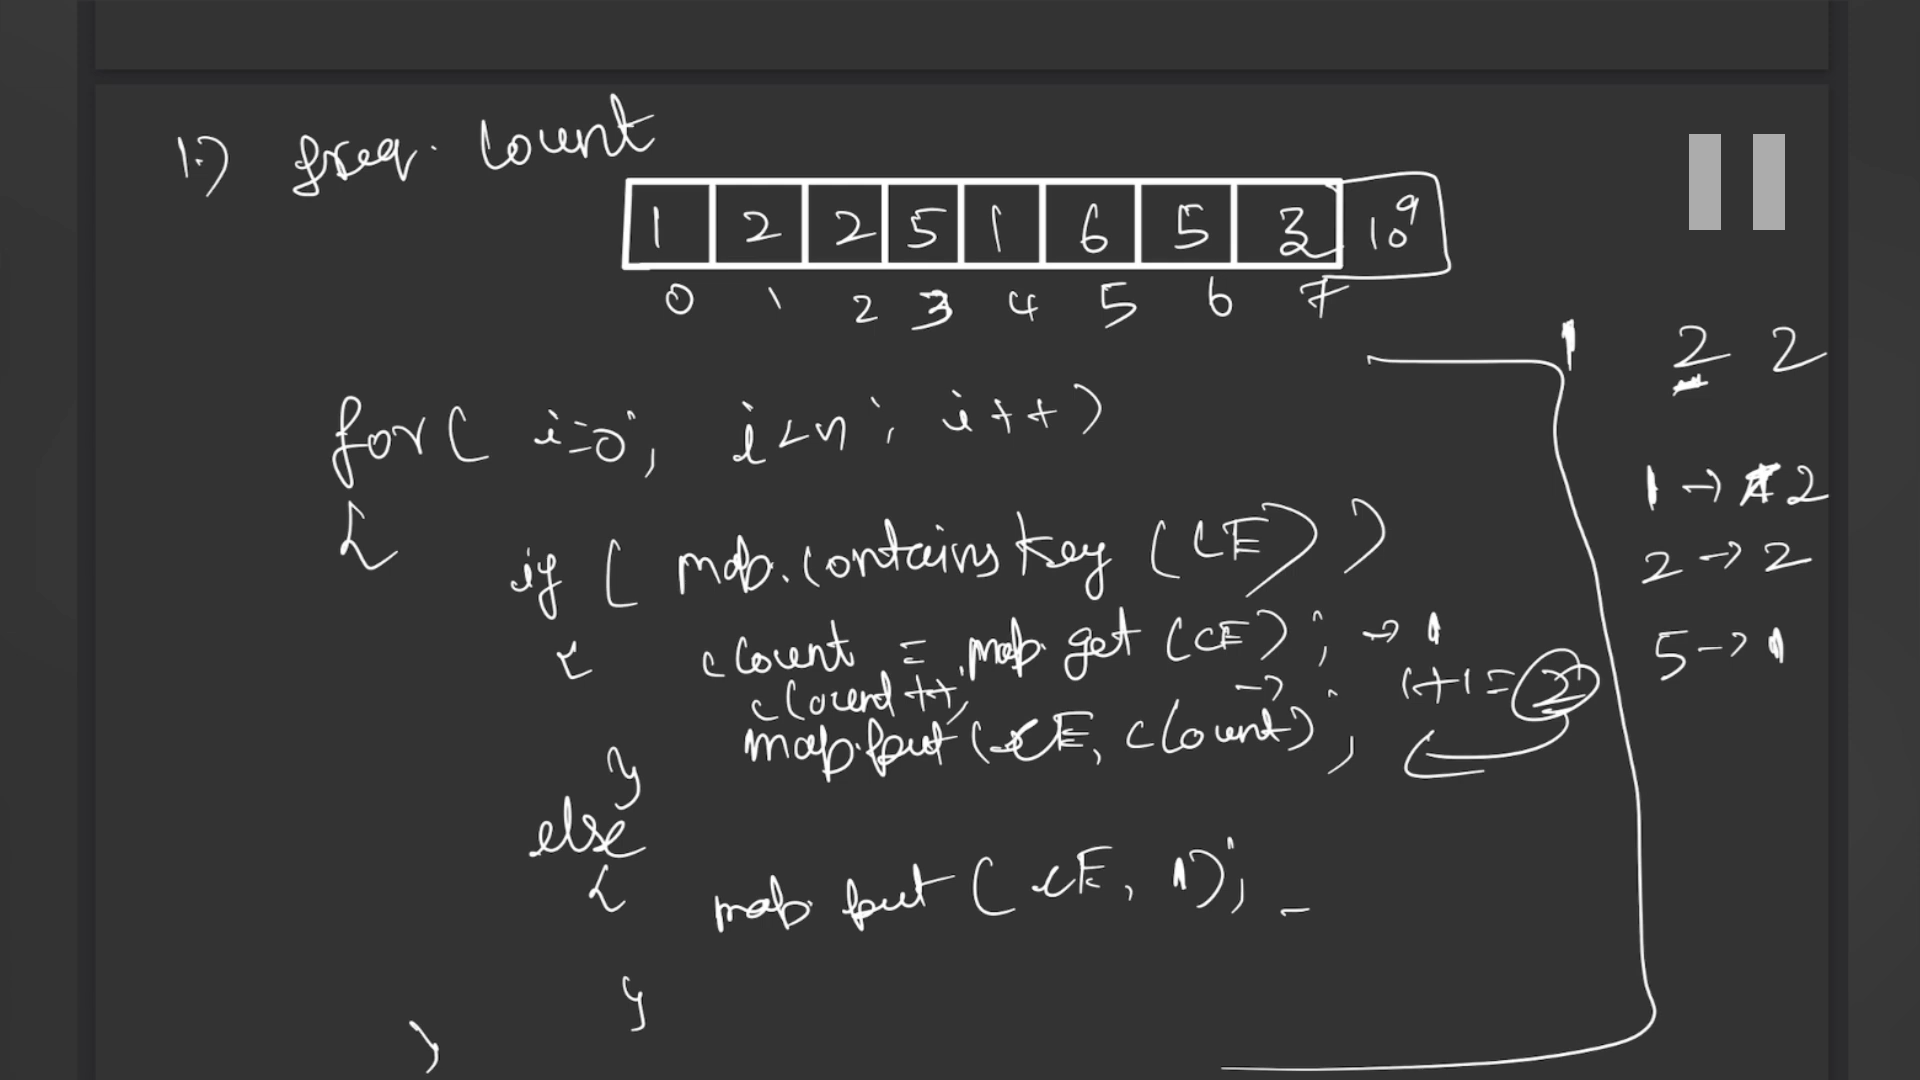 1.) freq. Count
1 2 2 5 1 6 5 3 10^9
0 1 2 3 4 5 6 7
1 2 2
for( i=0; i<n; i++)
{
1 → 2
if ( map.containsKey (CE))
2 → 2
{ cCount = map.get (CE); → 1
5 → 1
cCount++; → 1+1=2
map.put (CE, cCount);
}
else
{ map.put (CE, 1);
}
}